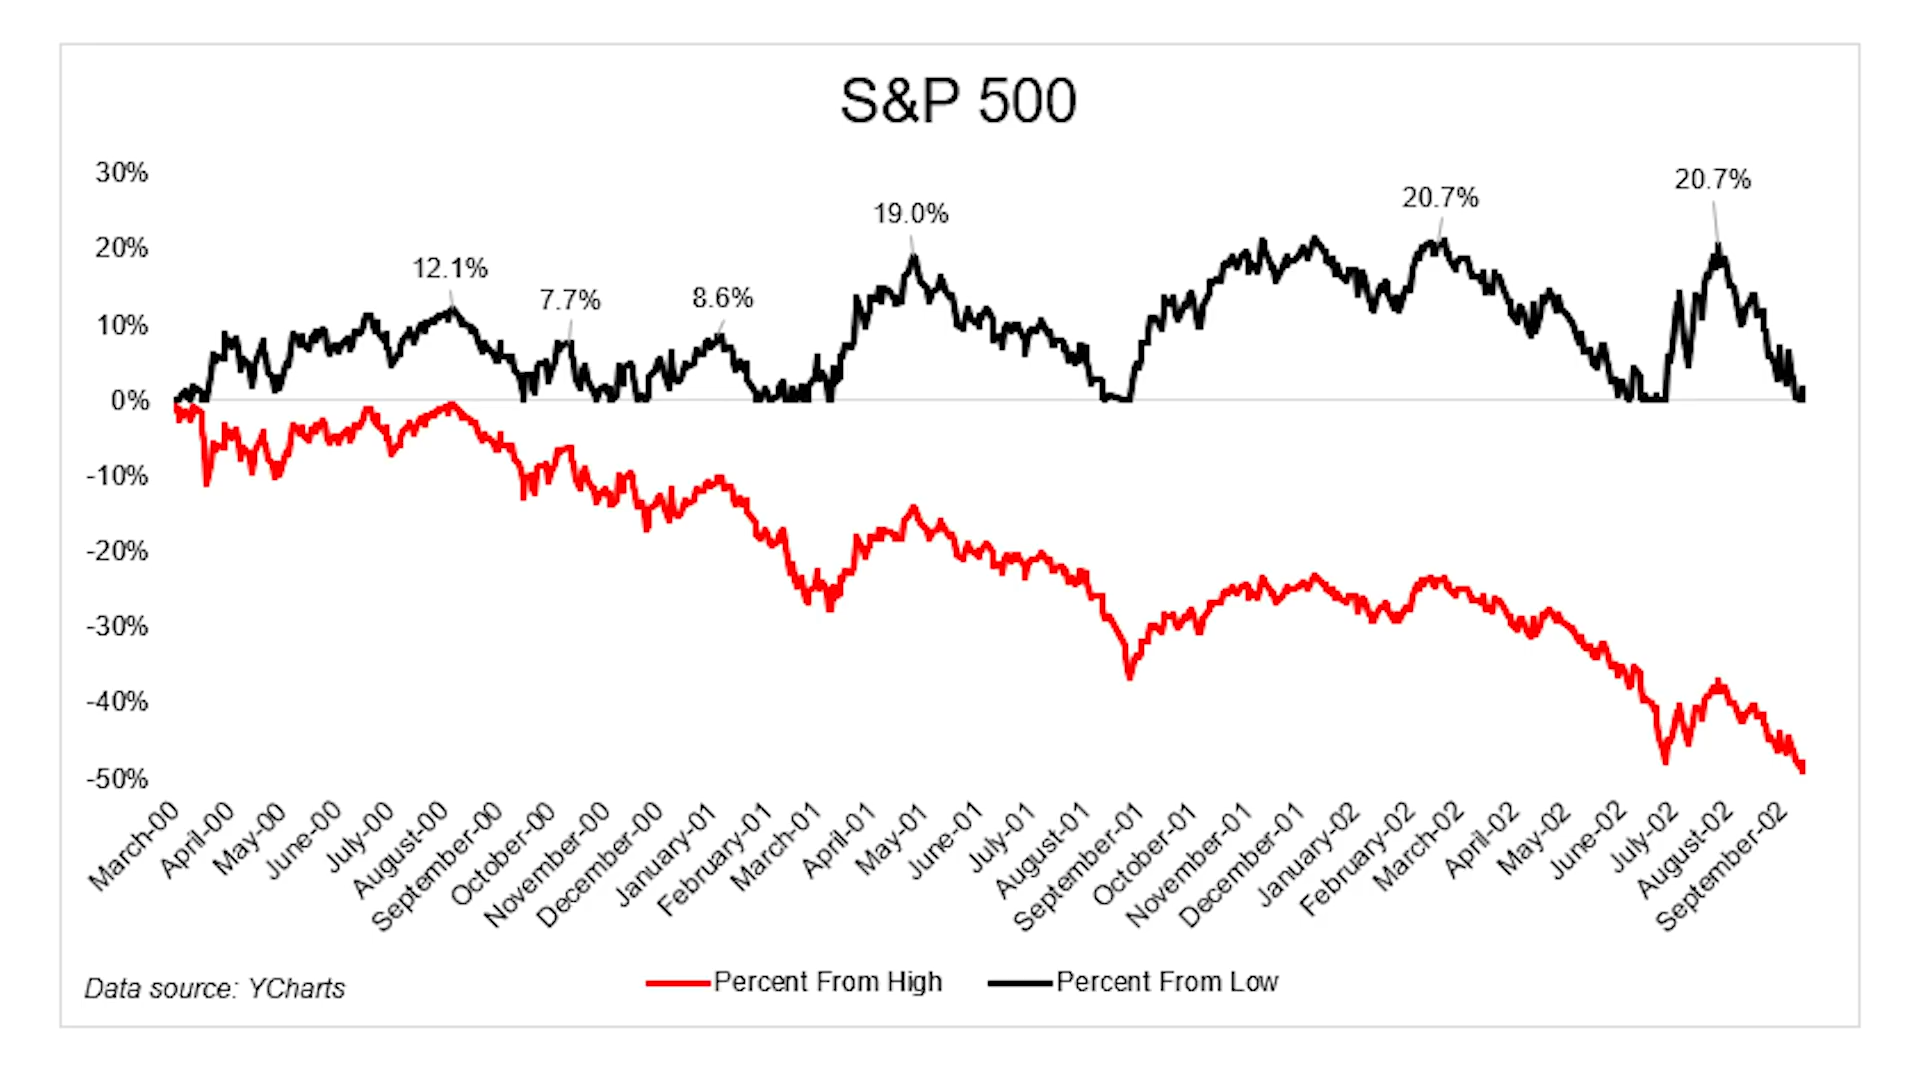 S&P 500
30%
20%
10%
0%
-10%
-20%
-30%
-40%
-50%
12.1%
7.7%
8.6%
19.0%
20.7%
20.7%
March-00
April-00
May-00
June-00
July-00
August-00
September-00
October-00
November-00
December-00
January-01
February-01
March-01
April-01
May-01
June-01
July-01
August-01
September-01
October-01
November-01
December-01
January-02
February-02
March-02
April-02
May-02
June-02
July-02
August-02
September-02
Data source: YCharts
Percent From High
Percent From Low